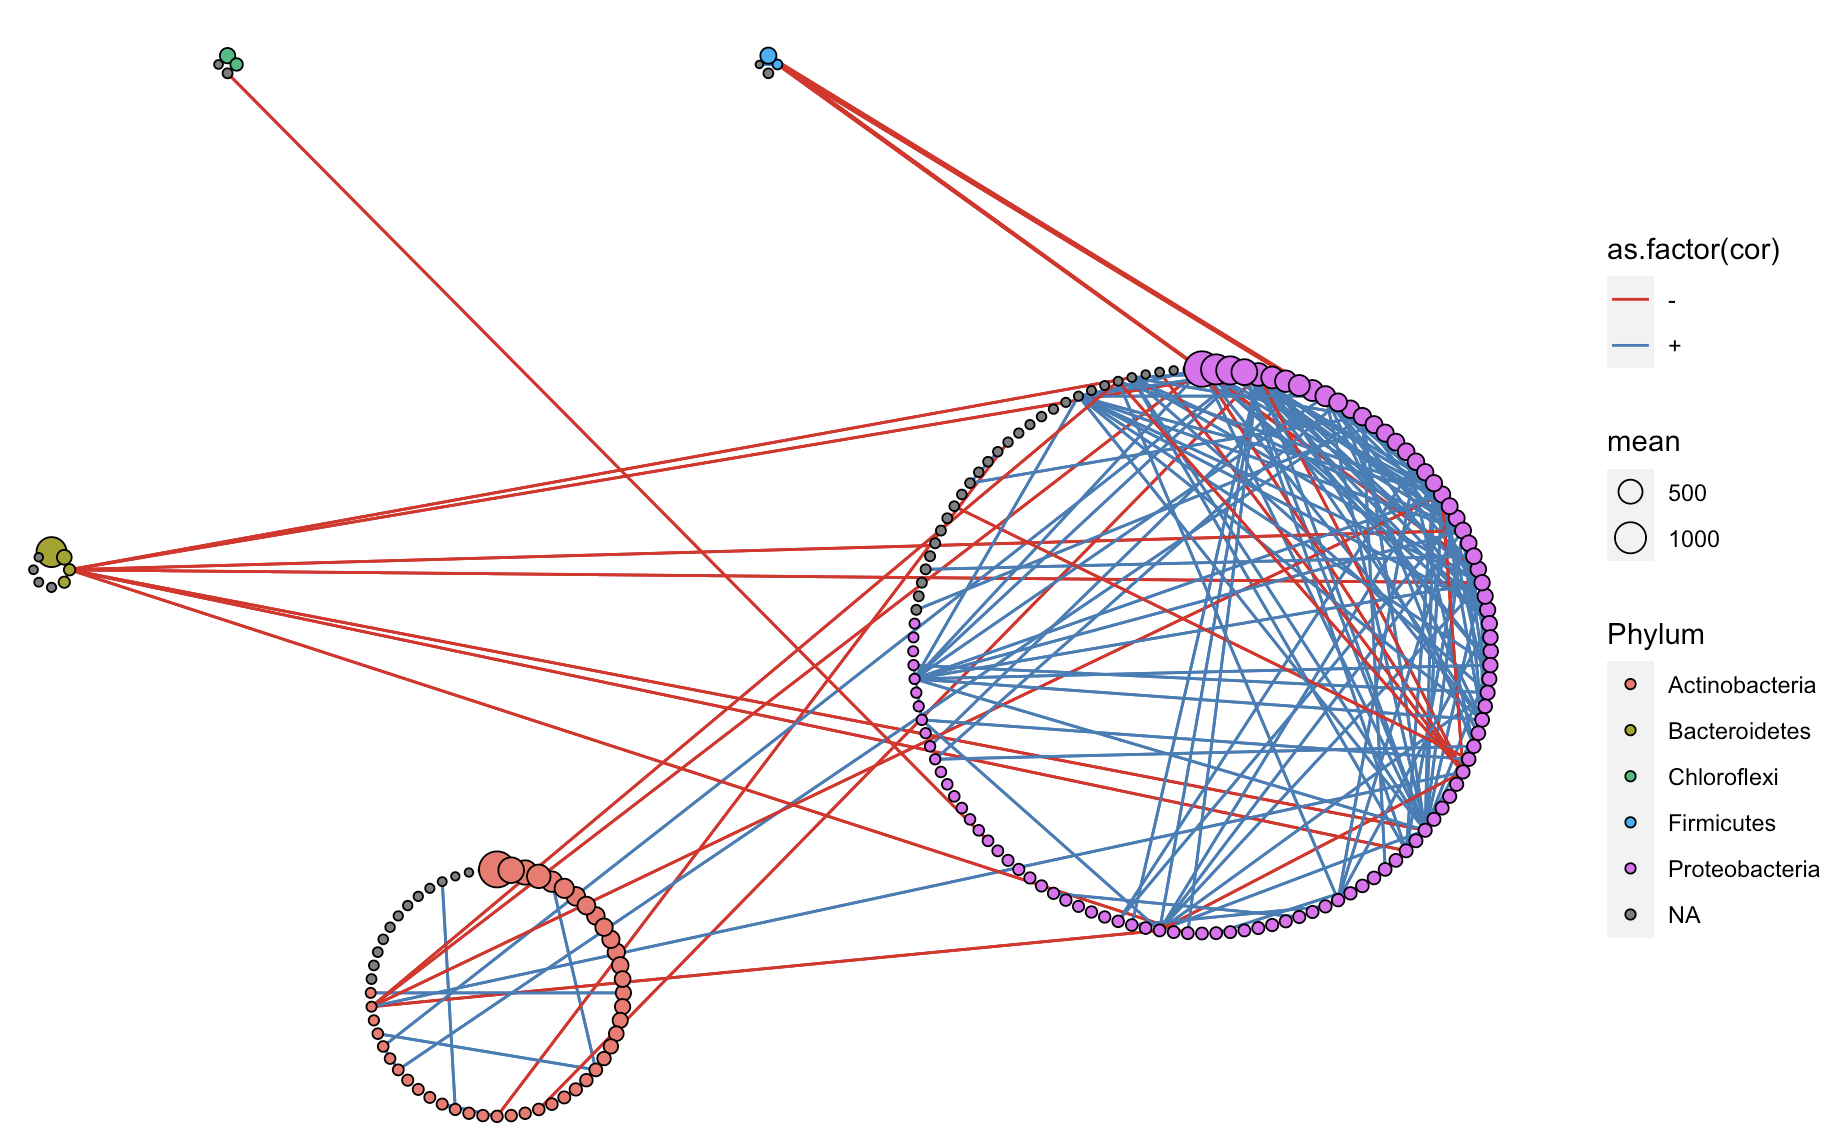 as.factor(cor)
-
+
mean
500
1000
Phylum
Actinobacteria
Bacteroidetes
Chloroflexi
Firmicutes
Proteobacteria
NA